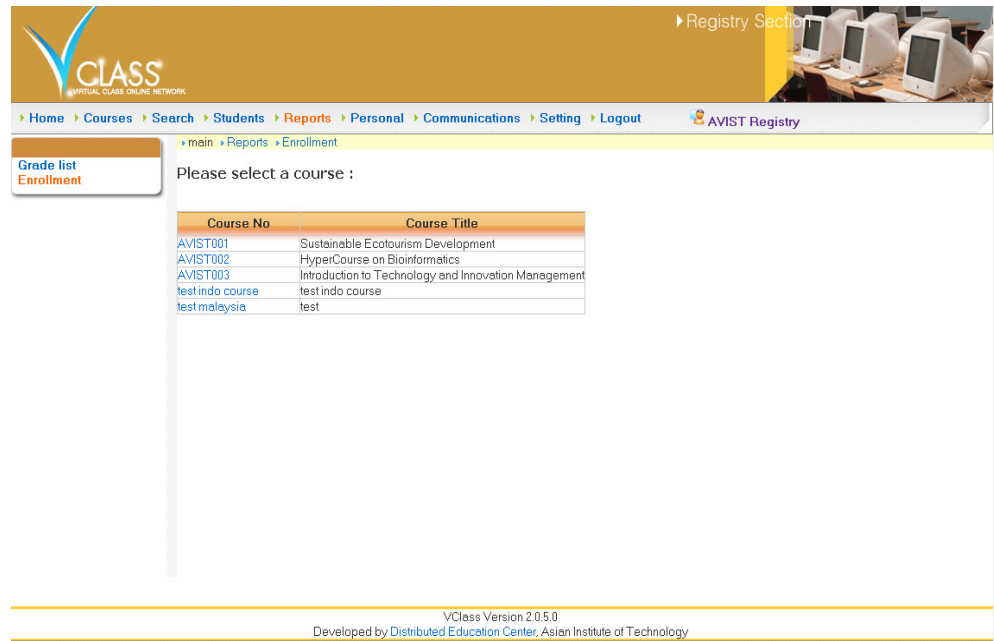 Registry Section
VCLASS
VIRTUAL CLASS ONLINE NETWORK
Home Courses Search Students Reports Personal Communications Setting Logout AVIST Registry
main Reports Enrollment
Grade list
Enrollment
Please select a course :
Course No Course Title
AVIST001 Sustainable Ecotourism Development
AVIST002 HyperCourse on Bioinformatics
AVIST003 Introduction to Technology and Innovation Management
test indo course test indo course
test malaysia test
VClass Version 2.0.5.0
Developed by Distributed Education Center, Asian Institute of Technology